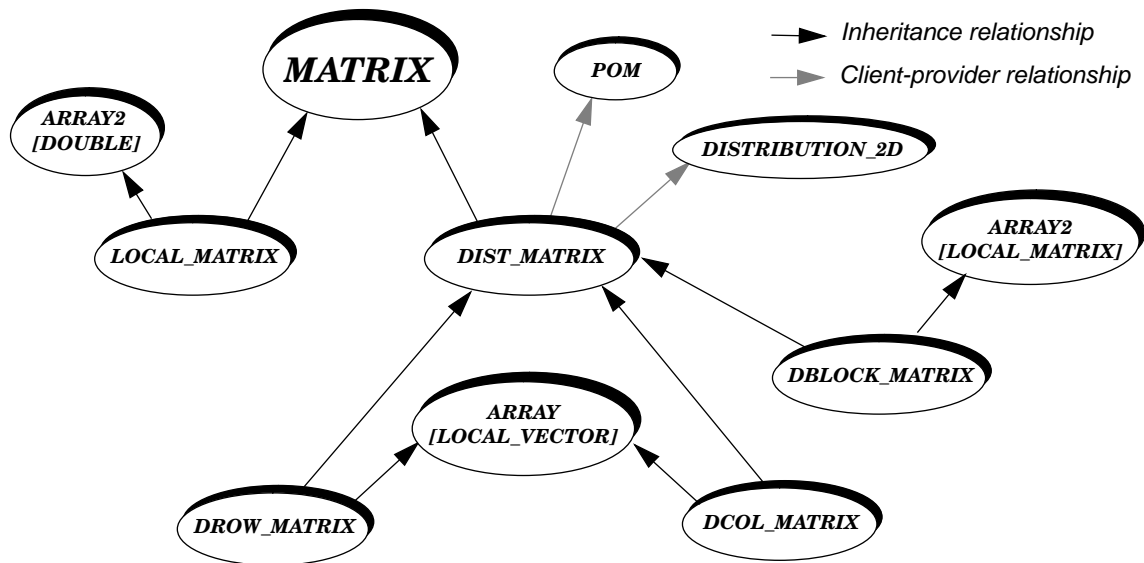 Inheritance relationship
MATRIX
POM
Client-provider relationship
ARRAY2
[DOUBLE]
DISTRIBUTION_2D
ARRAY2
[LOCAL_MATRIX]
LOCAL_MATRIX
DIST_MATRIX
DBLOCK_MATRIX
ARRAY
[LOCAL_VECTOR]
DROW_MATRIX
DCOL_MATRIX